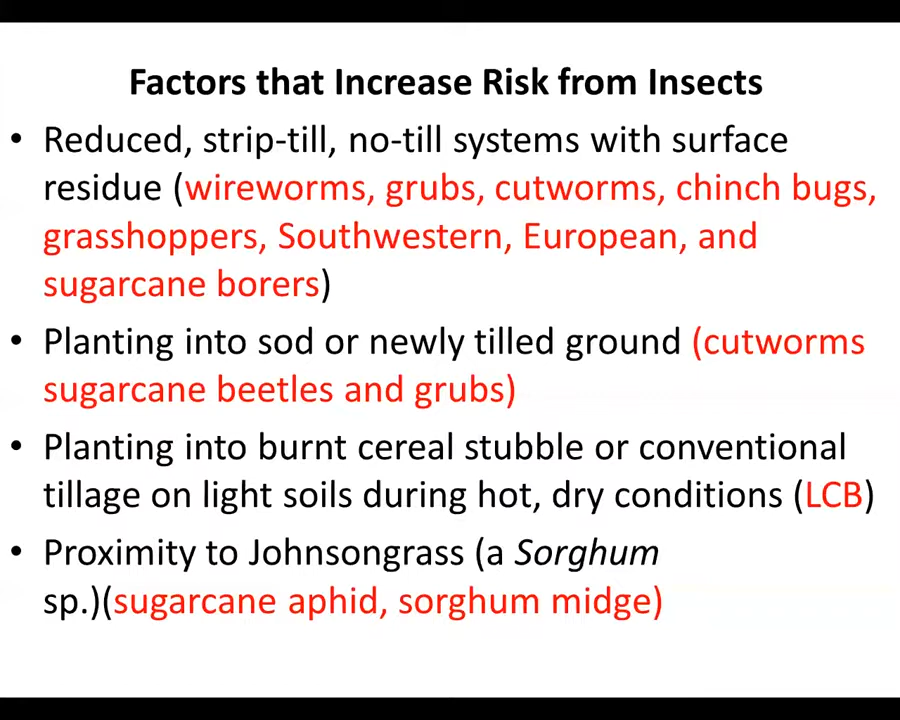 Factors that Increase Risk from Insects
• Reduced, strip-till, no-till systems with surface
residue (wireworms, grubs, cutworms, chinch bugs,
grasshoppers, Southwestern, European, and
sugarcane borers)
• Planting into sod or newly tilled ground (cutworms
sugarcane beetles and grubs)
• Planting into burnt cereal stubble or conventional
tillage on light soils during hot, dry conditions (LCB)
• Proximity to Johnsongrass (a Sorghum
sp.)(sugarcane aphid, sorghum midge)